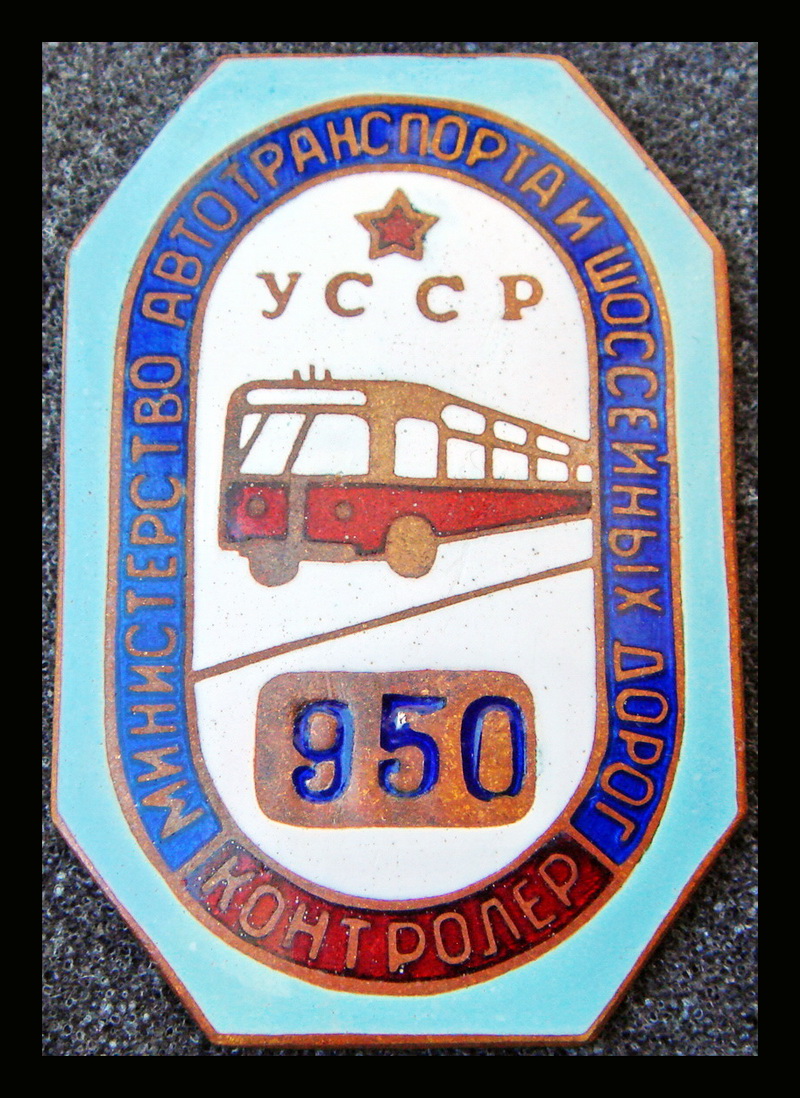 МИНИСТЕРСТВО АВТОТРАНСПОРТА И ШОССЕЙНЫХ ДОРОГ
УССР
950
КОНТРОЛЕР